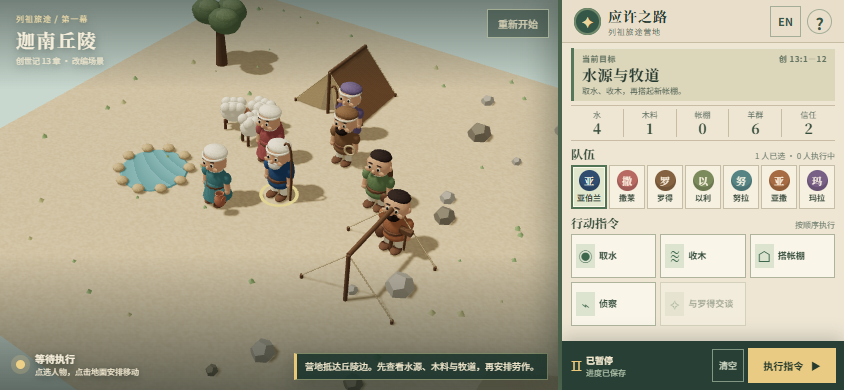 列祖旅途 / 第一幕
迦南丘陵
创世记 13 章 · 改编场景
重新开始
等待执行
点选人物，点击地面安排移动
营地抵达丘陵边。先查看水源、木料与牧道，再安排劳作。
应许之路
列祖旅途营地
EN
?
当前目标
创 13:1–12
水源与牧道
取水、收木，再搭起新帐棚。
水 木料 帐棚 羊群 信任
4 1 0 6 2
队伍
1 人已选 · 0 人执行中
亚 撒 罗 以 努 亚 玛
亚伯兰 撒莱 罗得 以利 努拉 亚撒 玛拉
行动指令
按顺序执行
取水
收木
搭帐棚
侦察
与罗得交谈
已暂停
进度已保存
清空
执行指令